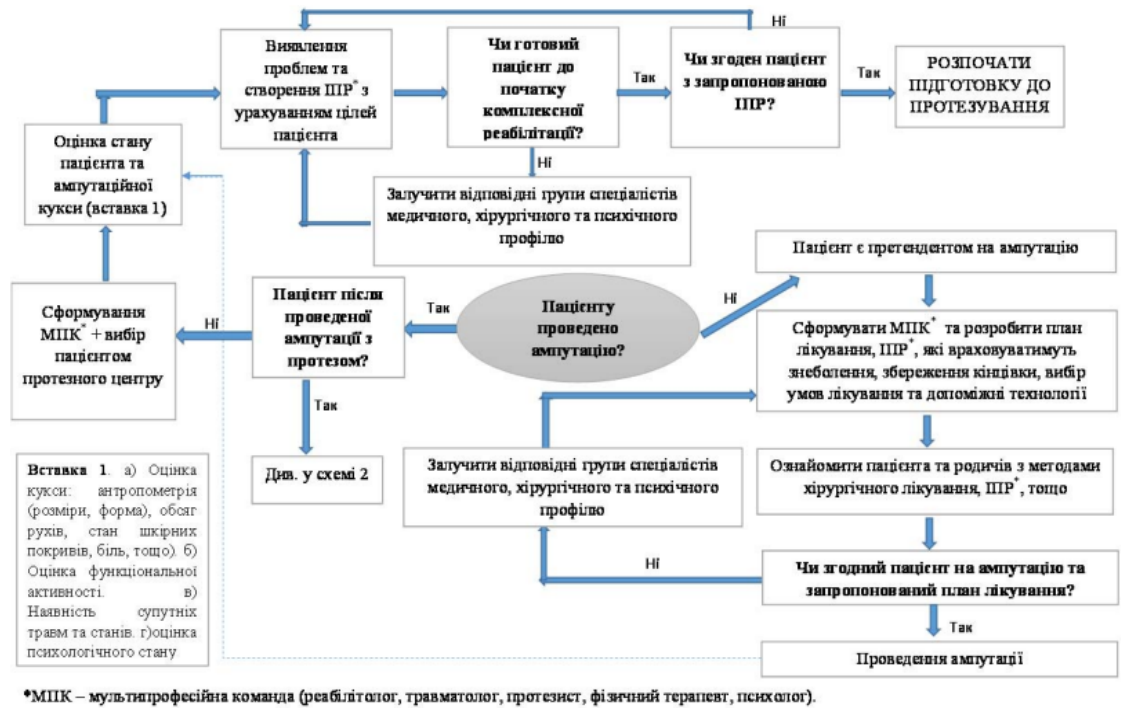 Ні
Виявлення
проблем та
створення ІПР* з
урахуванням цілей
пацієнта
Чи готовий
пацієнт до
початку
комплексної
реабілітації?
Так
Чи згоден пацієнт
з запропонованою
ІПР?
Так
РОЗПОЧАТИ
ПІДГОТОВКУ ДО
ПРОТЕЗУВАННЯ
Оцінка стану
пацієнта та
ампутаційної
кукси (вставка 1)
Ні
Залучити відповідні групи спеціалістів
медичного, хірургічного та психічного
профілю
Пацієнт є претендентом на ампутацію
Сформування
МПК* + вибір
пацієнтом
протезного центру
Ні
Пацієнт після
проведеної
ампутації з
протезом?
Так
Пацієнту
проведено
ампутацію?
Ні
Сформувати МПК* та розробити план
лікування, ІПР*, які враховуватимуть
знеболення, збереження кінцівки, вибір
умов лікування та допоміжні технології
Так
Див. у схемі 2
Залучити відповідні групи спеціалістів
медичного, хірургічного та психічного
профілю
Ознайомити пацієнта та родичів з методами
хірургічного лікування, ІПР*, тощо
Ні
Чи згодний пацієнт на ампутацію та
запропонований план лікування?
Так
Проведення ампутації
Вставка 1. а) Оцінка
кукси: антропометрія
(розміри, форма), обсяг
рухів, стан шкірних
покривів, біль, тощо). б)
Оцінка функціональної
активності. в)
Наявність супутніх
травм та станів. г)оцінка
психологічного стану
*МПК – мультипрофесійна команда (реабілітолог, травматолог, протезист, фізичний терапевт, психолог).